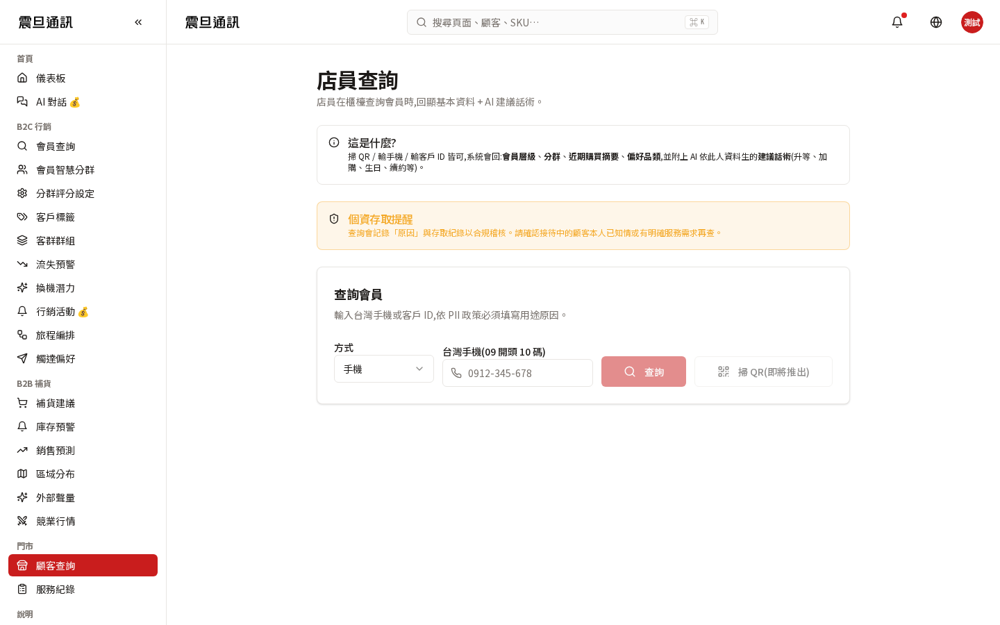 震旦通訊
震旦通訊
搜尋頁面、顧客、SKU…
⌘ K
測試
首頁
儀表板
AI 對話 💰
B2C 行銷
會員查詢
會員智慧分群
分群評分設定
客戶標籤
客群群組
流失預警
換機潛力
行銷活動 💰
旅程編排
觸達偏好
B2B 補貨
補貨建議
庫存預警
銷售預測
區域分布
外部聲量
競業行情
門市
顧客查詢
服務紀錄
說明
店員查詢
店員在櫃檯查詢會員時,回顯基本資料 + AI 建議話術。
這是什麼?
掃 QR / 輸手機 / 輸客戶 ID 皆可,系統會回:會員層級、分群、近期購買摘要、偏好品類,並附上 AI 依此人資料生的建議話術(升等、加
購、生日、續約等)。
個資存取提醒
查詢會記錄「原因」與存取紀錄以合規稽核。請確認接待中的顧客本人已知情或有明確服務需求再查。
查詢會員
輸入台灣手機或客戶 ID,依 PII 政策必須填寫用途原因。
方式
手機
台灣手機(09 開頭 10 碼)
0912-345-678
查詢
掃 QR(即將推出)